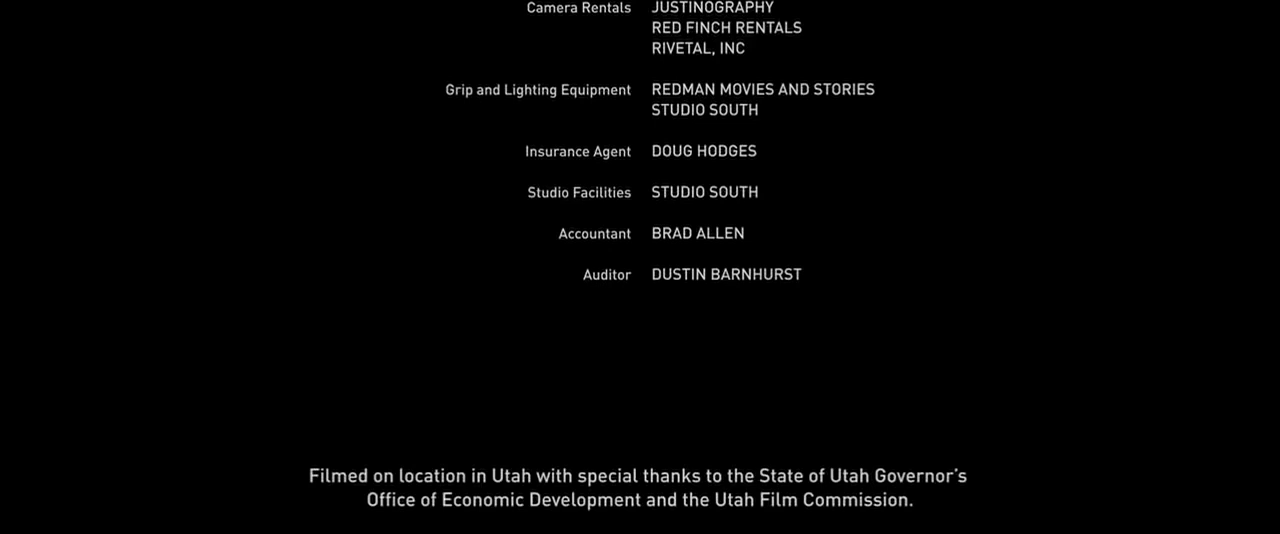 Camera Rentals JUSTINOGRAPHY
RED FINCH RENTALS
RIVETAL, INC
Grip and Lighting Equipment REDMAN MOVIES AND STORIES
STUDIO SOUTH
Insurance Agent DOUG HODGES
Studio Facilities STUDIO SOUTH
Accountant BRAD ALLEN
Auditor DUSTIN BARNHURST
Filmed on location in Utah with special thanks to the State of Utah Governor’s
Office of Economic Development and the Utah Film Commission.